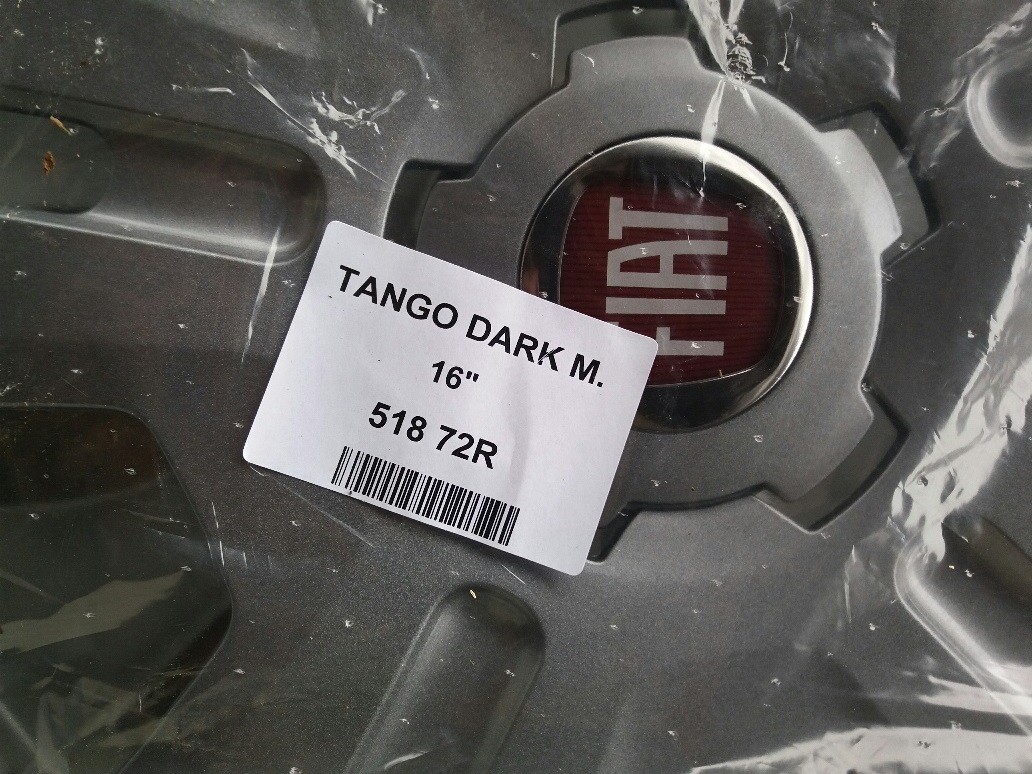 FIAT
TANGO DARK M.
16"
518 72R